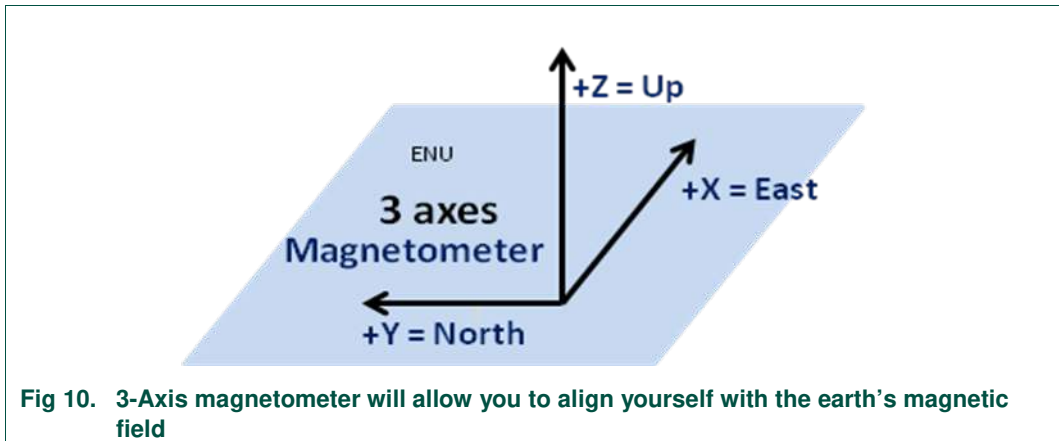 +Z = Up
ENU
+X = East
3 axes
Magnetometer
+Y = North
Fig 10. 3-Axis magnetometer will allow you to align yourself with the earth’s magnetic
field